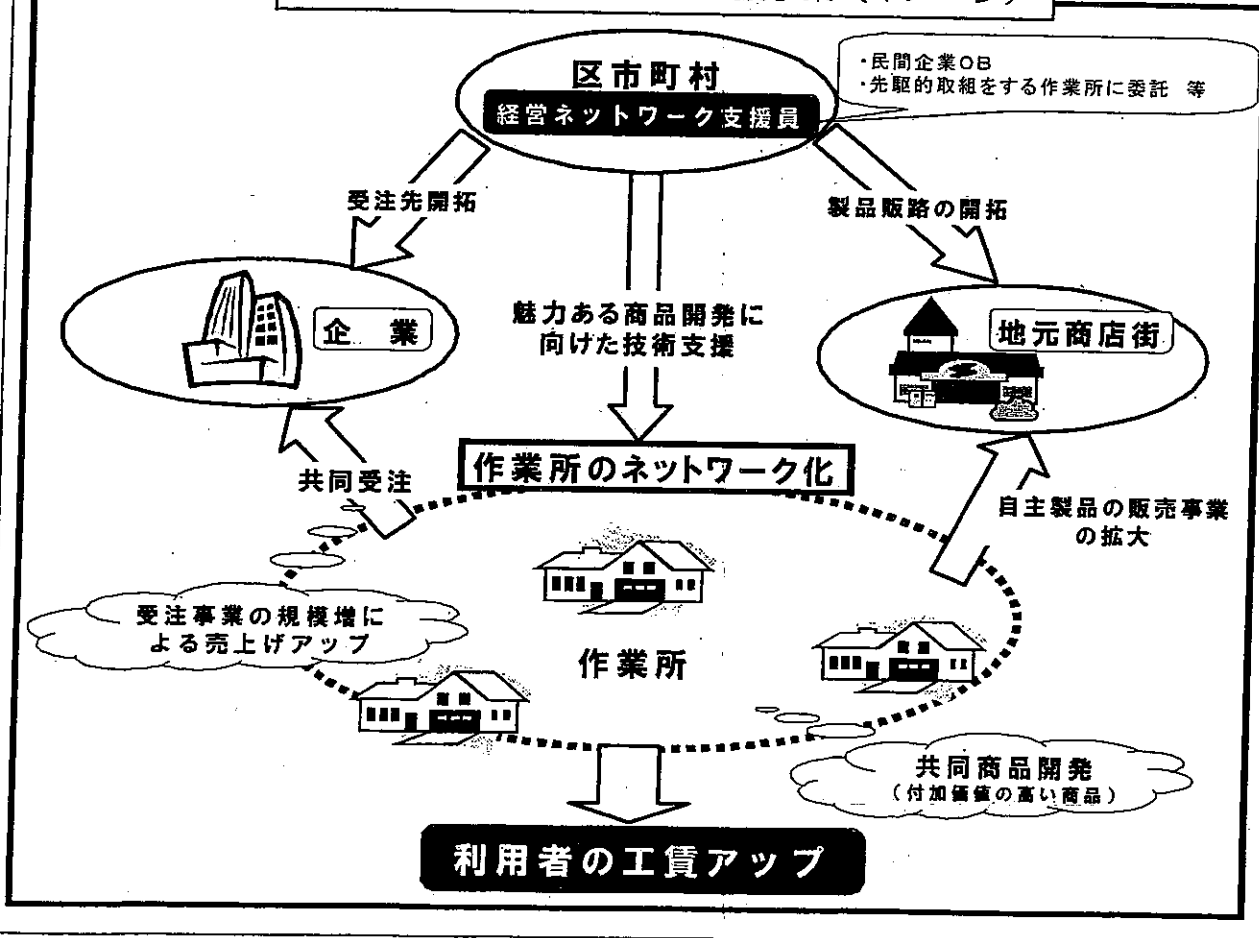 区市町村
経営ネットワーク支援員
・民間企業OB
・先駆的取組をする作業所に委託 等
受注先開拓
製品販路の開拓
魅力ある商品開発に
向けた技術支援
企 業
地元商店街
作業所のネットワーク化
共同受注
自主製品の販売事業
の拡大
受注事業の規模増に
よる売上げアップ
作業所
共同商品開発
(付加価値の高い商品)
利用者の工賃アップ